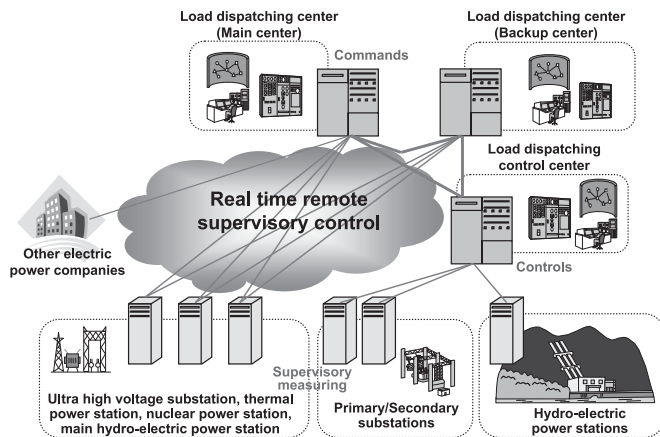 Load dispatching center
(Main center)
Load dispatching center
(Backup center)
Commands
Load dispatching
control center
Real time remote
supervisory control
Other electric
power companies
Controls
Supervisory
measuring
Ultra high voltage substation, thermal
power station, nuclear power station,
main hydro-electric power station
Primary/Secondary
substations
Hydro-electric
power stations